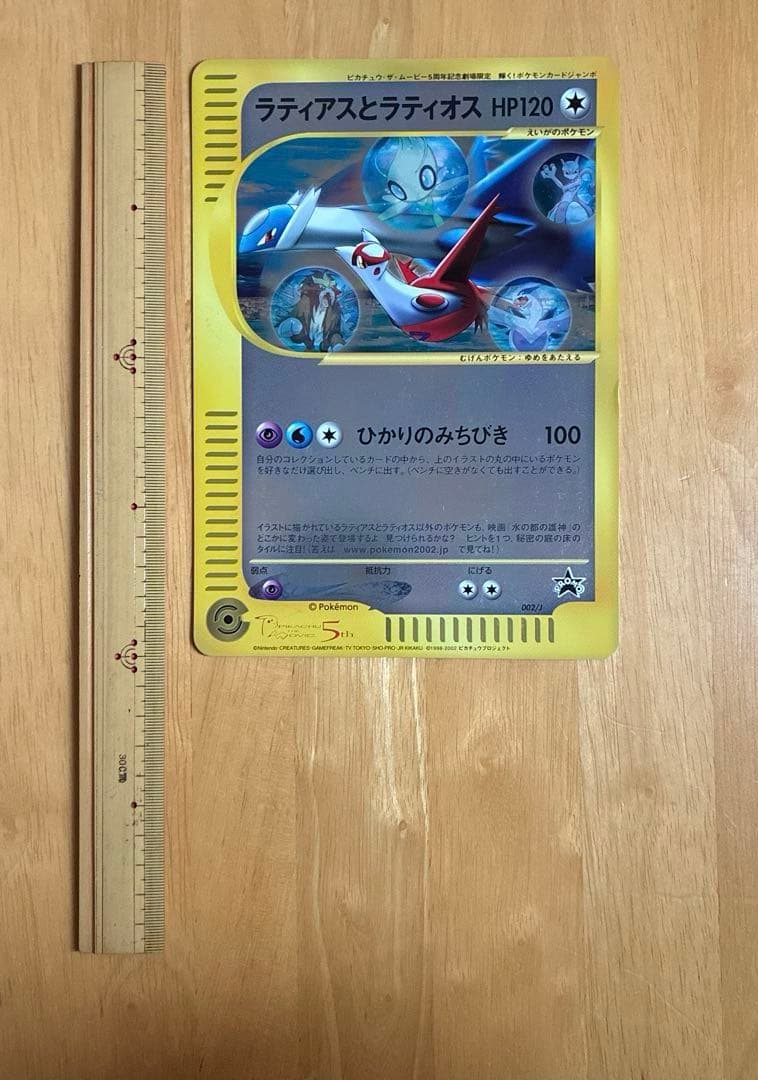 ピカチュウ・ザ・ムービー5周年記念劇場限定 輝く!ポケモンカードジャンボ
ラティアスとラティオス HP120
えいがのポケモン
むげんポケモン:ゆめをあたえる
ひかりのみちびき 100
自分のコレクションしているカードの中から、上のイラストの丸の中にいるポケモン
を好きなだけ選び出し、ベンチに出す。(ベンチに空きがなくても出すことができる。)
イラストに描かれているラティアスとラティオス以外のポケモンも、映画「水の都の護神」の
どこかに変わった姿で登場するよ 見つけられるかな? ヒントを1つ、秘密の庭の床の
タイルに注目!(答えは www.pokemon2002.jp で見てね!)
弱点 抵抗力 にげる
PROMO
© Pokémon
002/J
PIKACHU THE MOVIE 5th
©Nintendo·CREATURES·GAMEFREAK·TV TOKYO·SHO-PRO·JR KIKAKU ©1998-2002 ピカチュウプロジェクト